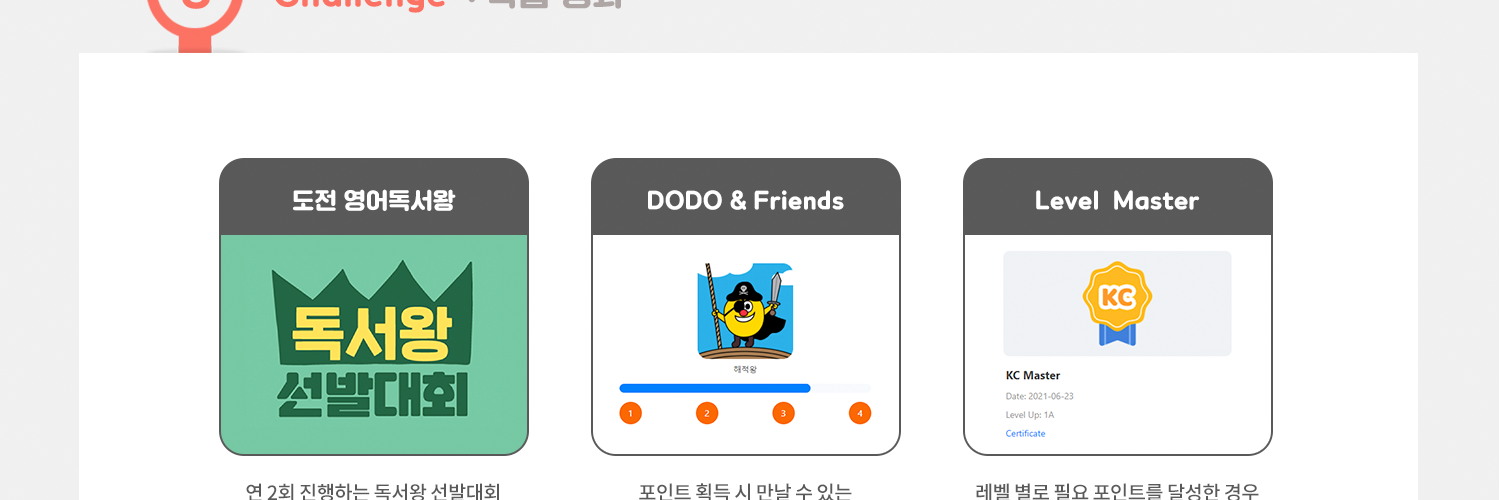 Challenge
도전 영어독서왕
DODO & Friends
Level Master
독서왕
선발대회
해적왕
1
2
3
4
KC
KC Master
Date: 2021-06-23
Level Up: 1A
Certificate
연 2회 진행하는 독서왕 선발대회
포인트 획득 시 만날 수 있는
레벨 별로 필요 포인트를 달성한 경우